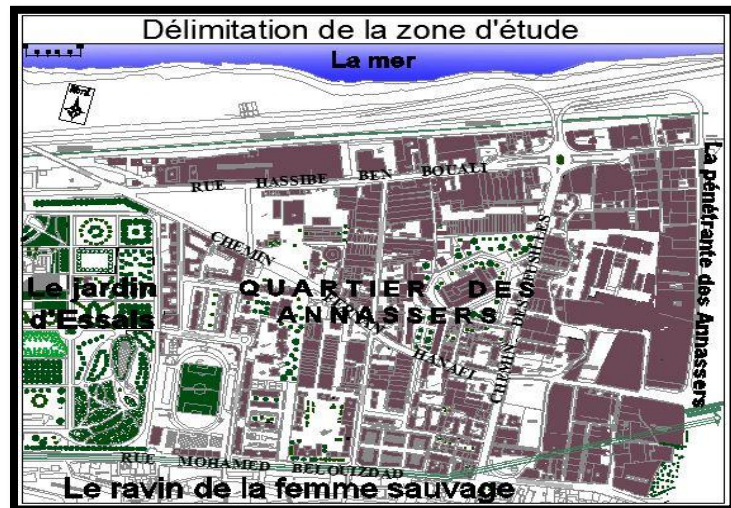 Délimitation de la zone d'étude
La mer
Nord
RUE HASSIBE BEN BOUALI
La pénétrante des Annassers
CHEMIN HANAFI
Le jardin
d'Essais
QUARTIER DES
ANNASSERS
CHEMIN DE
RUE MOHAMED BELOUIZDAD
Le ravin de la femme sauvage